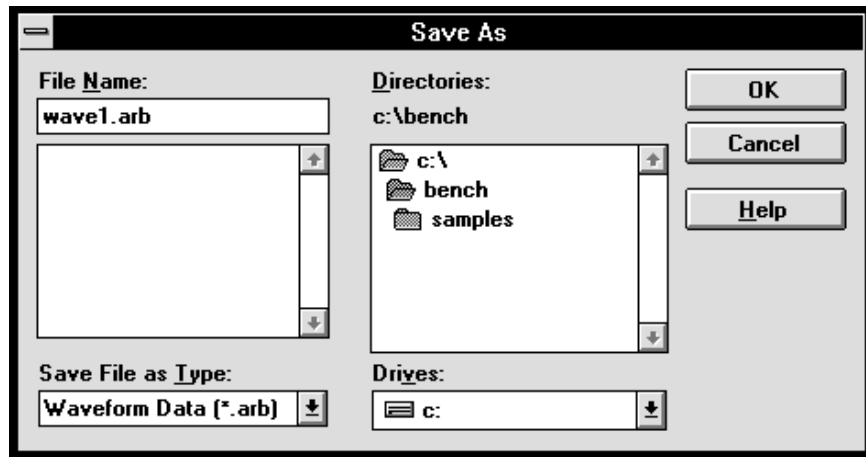 Save As
File Name:
wave1.arb
Directories:
c:\bench
c:\
bench
samples
OK
Cancel
Help
Save File as Type:
Waveform Data (*.arb)
Drives:
c: